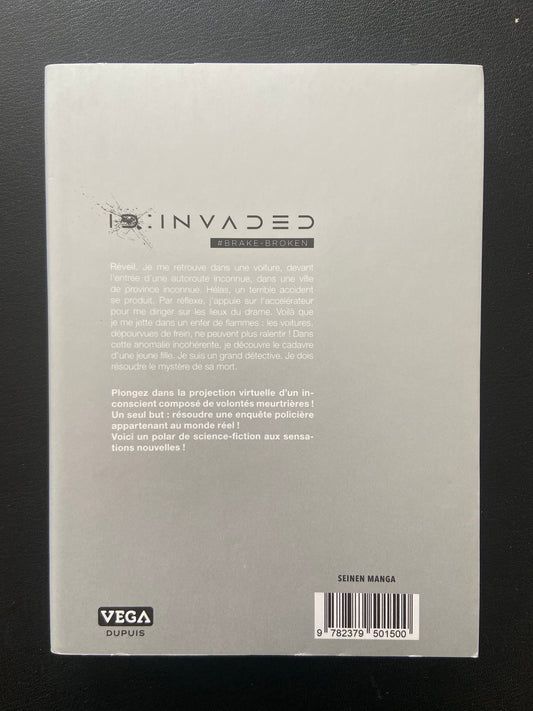 ID:INVADED
#BRAKE-BROKEN
Réveil. Je me retrouve dans une voiture, devant
l'entrée d'une autoroute inconnue, dans une ville
de province inconnue. Hélas, un terrible accident
se produit. Par réflexe, j'appuie sur l'accélérateur
pour me diriger sur les lieux du drame. Voilà que
je me jette dans un enfer de flammes : les voitures,
dépourvues de frein, ne peuvent plus ralentir ! Dans
cette anomalie incohérente, je découvre le cadavre
d'une jeune fille. Je suis un grand détective. Je dois
résoudre le mystère de sa mort.
Plongez dans la projection virtuelle d'un in-
conscient composé de volontés meurtrières !
Un seul but : résoudre une enquête policière
appartenant au monde réel !
Voici un polar de science-fiction aux sensa-
tions nouvelles !
SEINEN MANGA
9 782379 501500
VEGA
DUPUIS